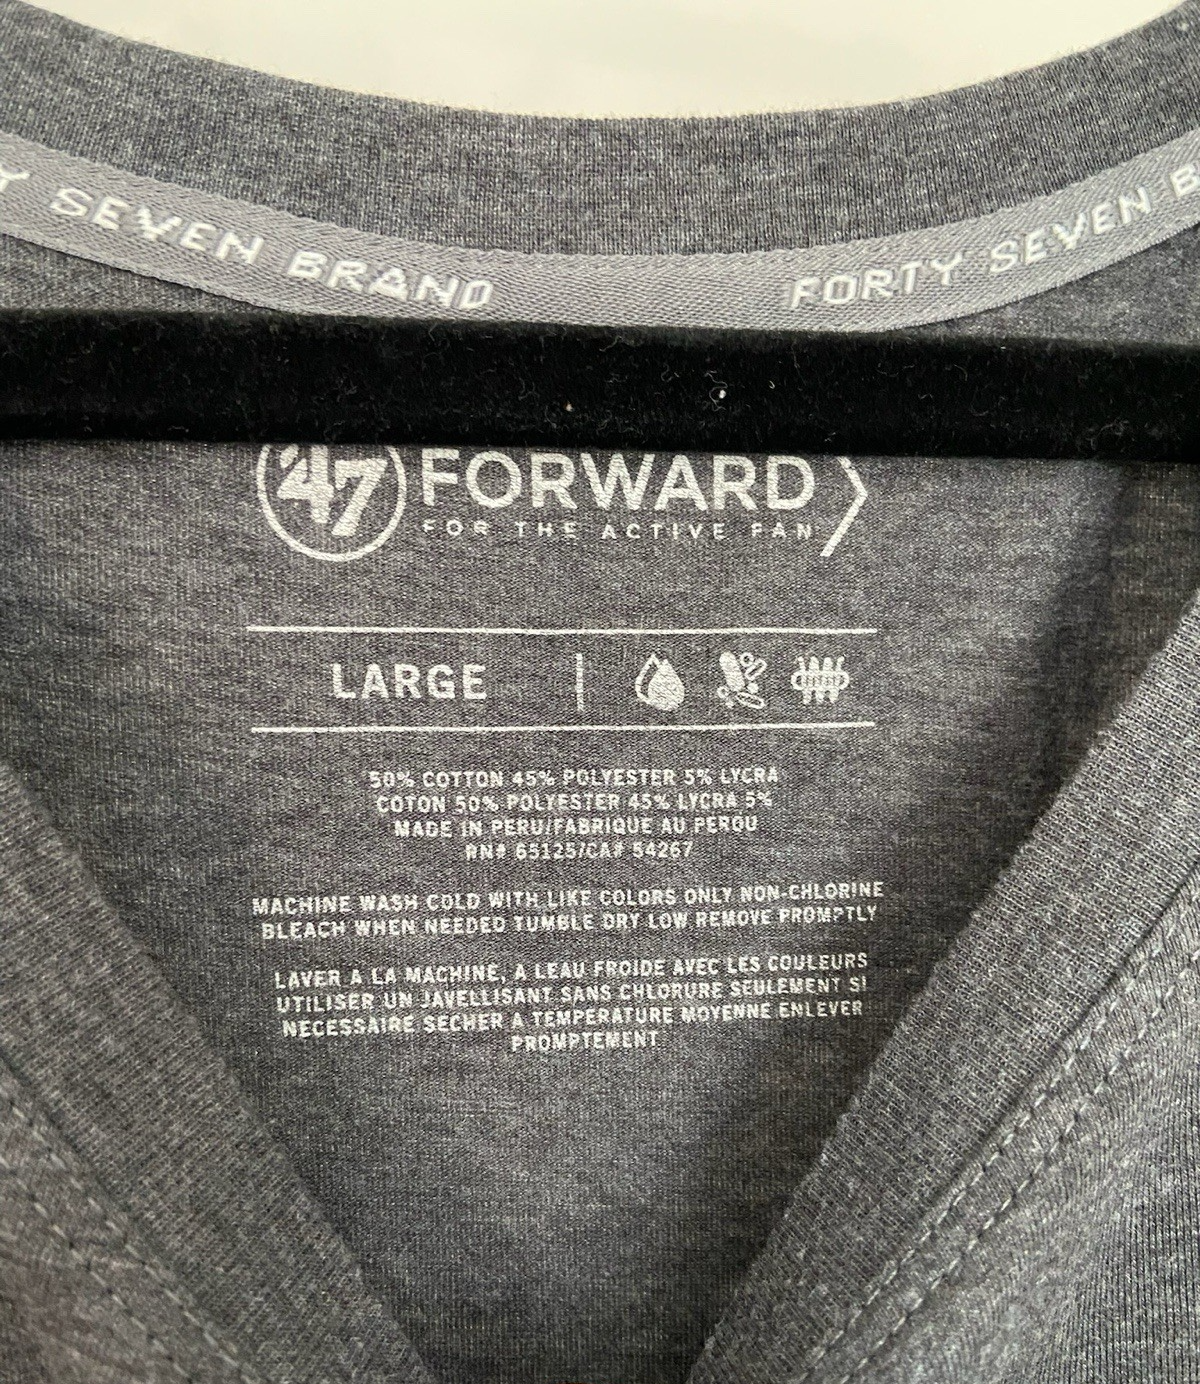 Y SEVEN BRAND
FORTY SEVEN B
'47 FORWARD
FOR THE ACTIVE FAN
LARGE
50% COTTON 45% POLYESTER 5% LYCRA
COTON 50% POLYESTER 45% LYCRA 5%
MADE IN PERU/FABRIQUE AU PEROU
RN# 65125/CA# 54267
MACHINE WASH COLD WITH LIKE COLORS ONLY NON-CHLORINE
BLEACH WHEN NEEDED TUMBLE DRY LOW REMOVE PROMPTLY
LAVER A LA MACHINE, A LEAU FROIDE AVEC LES COULEURS
UTILISER UN JAVELLISANT SANS CHLORURE SEULEMENT SI
NECESSAIRE SECHER A TEMPERATURE MOYENNE ENLEVER
PROMPTEMENT